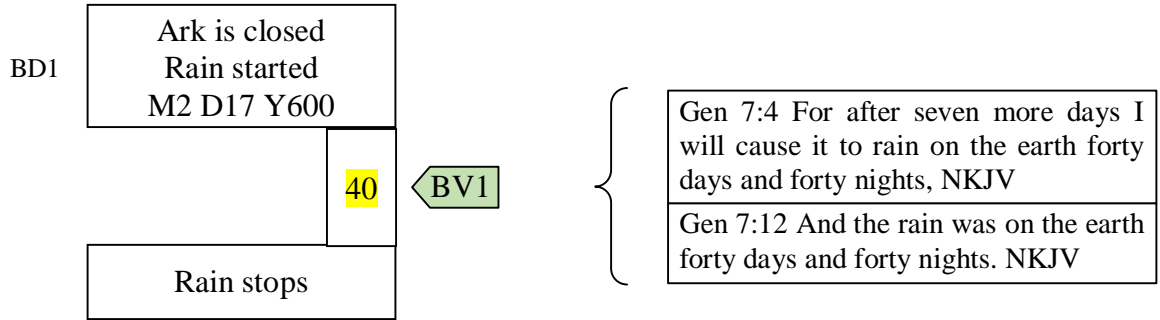 BD1
Ark is closed
Rain started
M2 D17 Y600
40
BV1
Rain stops
Gen 7:4 For after seven more days I
will cause it to rain on the earth forty
days and forty nights, NKJV
Gen 7:12 And the rain was on the earth
forty days and forty nights. NKJV